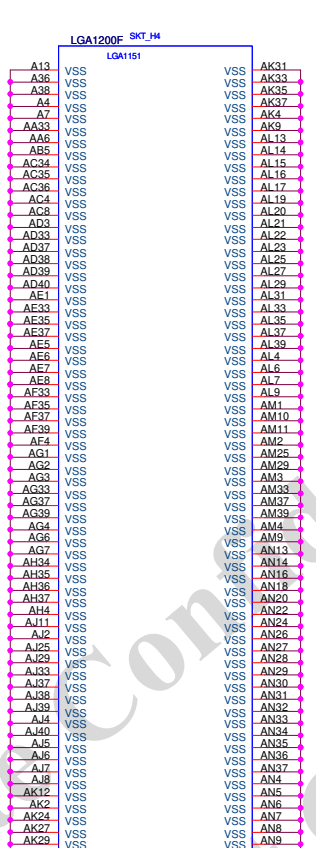 LGA1200F SKT_H4
LGA1151
A13 VSS VSS AK31
A36 VSS VSS AK33
A38 VSS VSS AK35
A4 VSS VSS AK37
A7 VSS VSS AK4
AA33 VSS VSS AK9
AA6 VSS VSS AL13
AB5 VSS VSS AL14
AC34 VSS VSS AL15
AC35 VSS VSS AL16
AC36 VSS VSS AL17
AC4 VSS VSS AL19
AC8 VSS VSS AL20
AD3 VSS VSS AL21
AD33 VSS VSS AL22
AD37 VSS VSS AL23
AD38 VSS VSS AL25
AD39 VSS VSS AL27
AD40 VSS VSS AL29
AE1 VSS VSS AL31
AE33 VSS VSS AL33
AE35 VSS VSS AL35
AE37 VSS VSS AL37
AE5 VSS VSS AL39
AE6 VSS VSS AL4
AE7 VSS VSS AL6
AE8 VSS VSS AL7
AF33 VSS VSS AL9
AF35 VSS VSS AM1
AF37 VSS VSS AM10
AF39 VSS VSS AM11
AF4 VSS VSS AM2
AG1 VSS VSS AM25
AG2 VSS VSS AM29
AG3 VSS VSS AM3
AG33 VSS VSS AM33
AG37 VSS VSS AM37
AG39 VSS VSS AM39
AG4 VSS VSS AM4
AG6 VSS VSS AM9
AG7 VSS VSS AN13
AH34 VSS VSS AN14
AH35 VSS VSS AN16
AH36 VSS VSS AN18
AH37 VSS VSS AN20
AH4 VSS VSS AN22
AJ11 VSS VSS AN24
AJ2 VSS VSS AN26
AJ25 VSS VSS AN27
AJ29 VSS VSS AN28
AJ33 VSS VSS AN29
AJ37 VSS VSS AN30
AJ38 VSS VSS AN31
AJ39 VSS VSS AN32
AJ4 VSS VSS AN33
AJ40 VSS VSS AN34
AJ5 VSS VSS AN35
AJ6 VSS VSS AN36
AJ7 VSS VSS AN37
AJ8 VSS VSS AN4
AK12 VSS VSS AN5
AK2 VSS VSS AN6
AK24 VSS VSS AN7
AK27 VSS VSS AN8
AK29 VSS VSS AN9